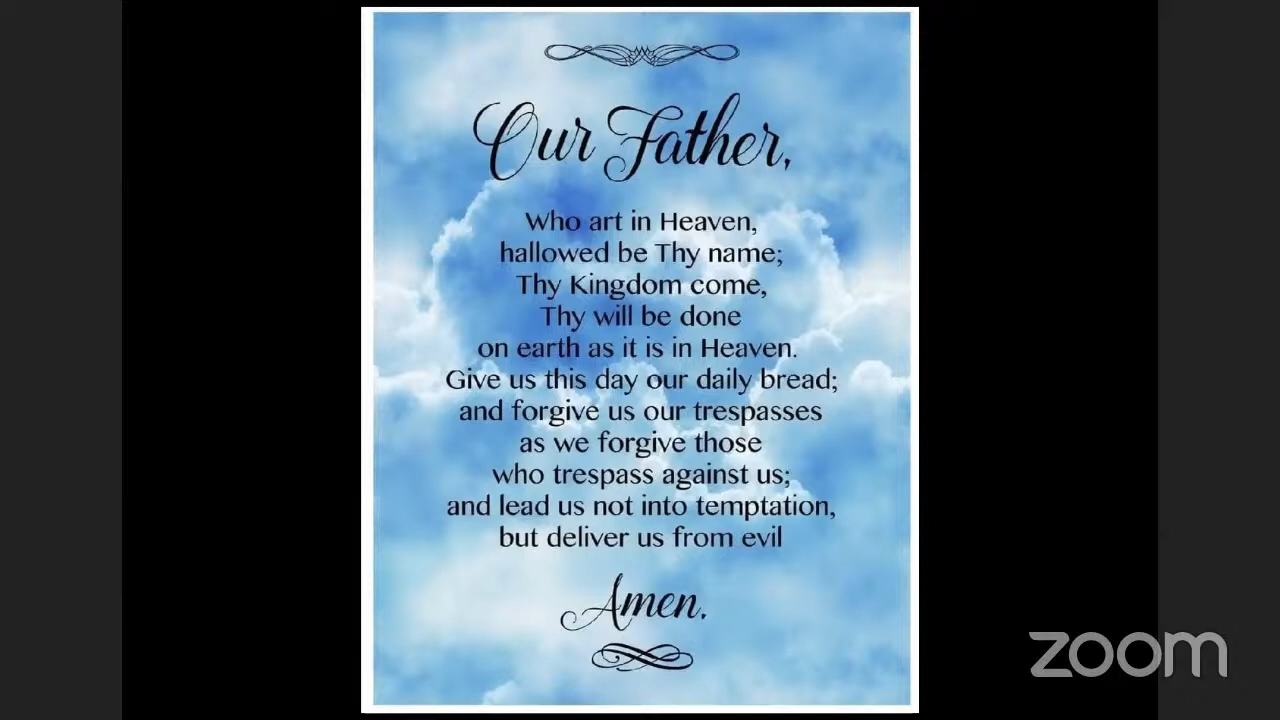 Our Father,
Who art in Heaven,
hallowed be Thy name;
Thy Kingdom come,
Thy will be done
on earth as it is in Heaven.
Give us this day our daily bread;
and forgive us our trespasses
as we forgive those
who trespass against us;
and lead us not into temptation,
but deliver us from evil
Amen.
zoom